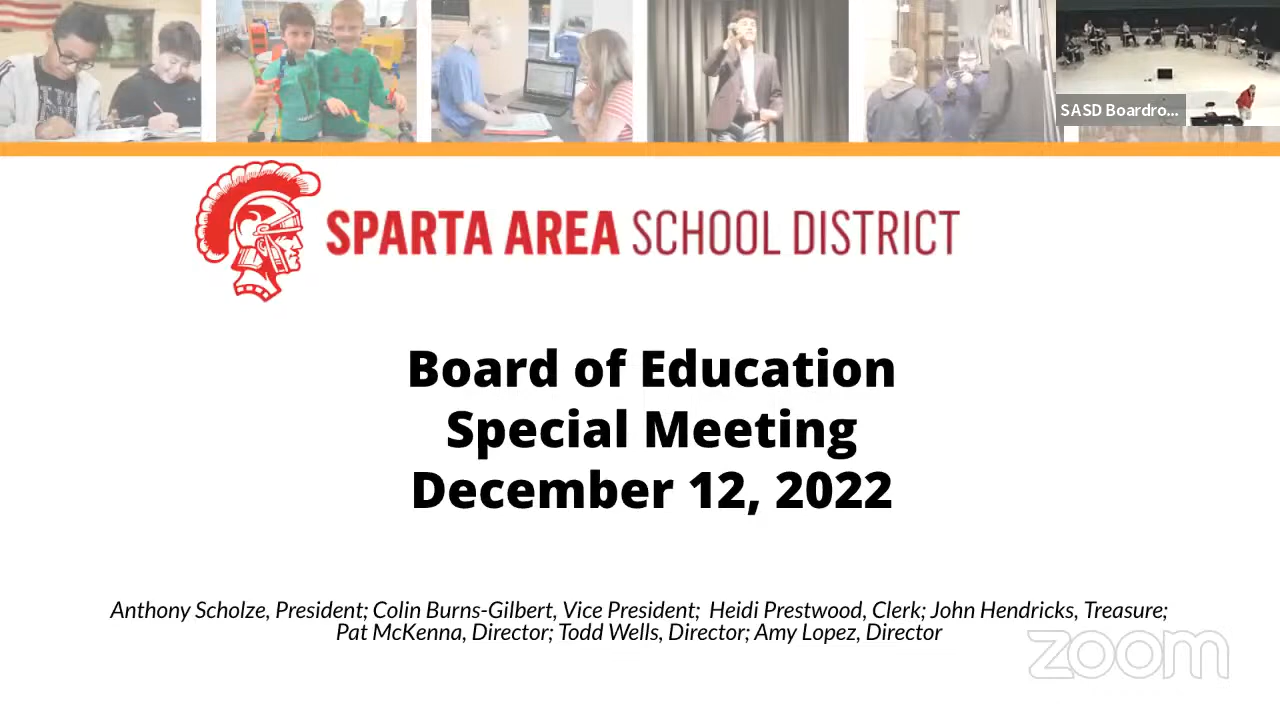 SASD Boardro...
SPARTA AREA SCHOOL DISTRICT
Board of Education
Special Meeting
December 12, 2022
Anthony Scholze, President; Colin Burns-Gilbert, Vice President; Heidi Prestwood, Clerk; John Hendricks, Treasure;
Pat McKenna, Director; Todd Wells, Director; Amy Lopez, Director
zoom